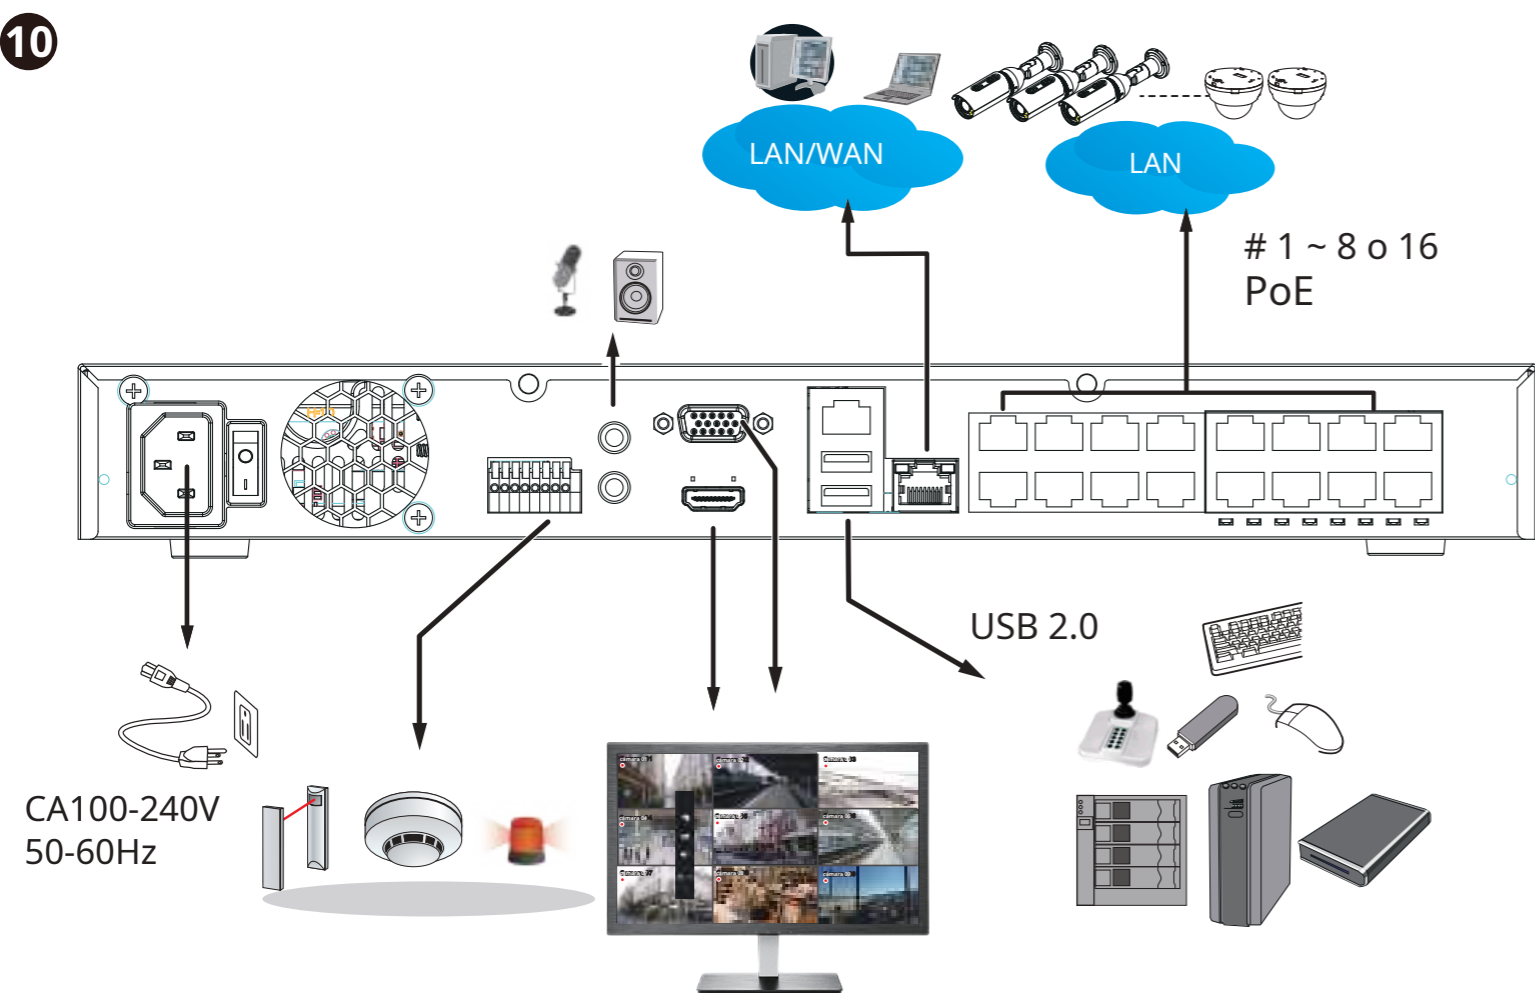 10
LAN/WAN
LAN
# 1 ~ 8 o 16
PoE
USB 2.0
CA100-240V
50-60Hz